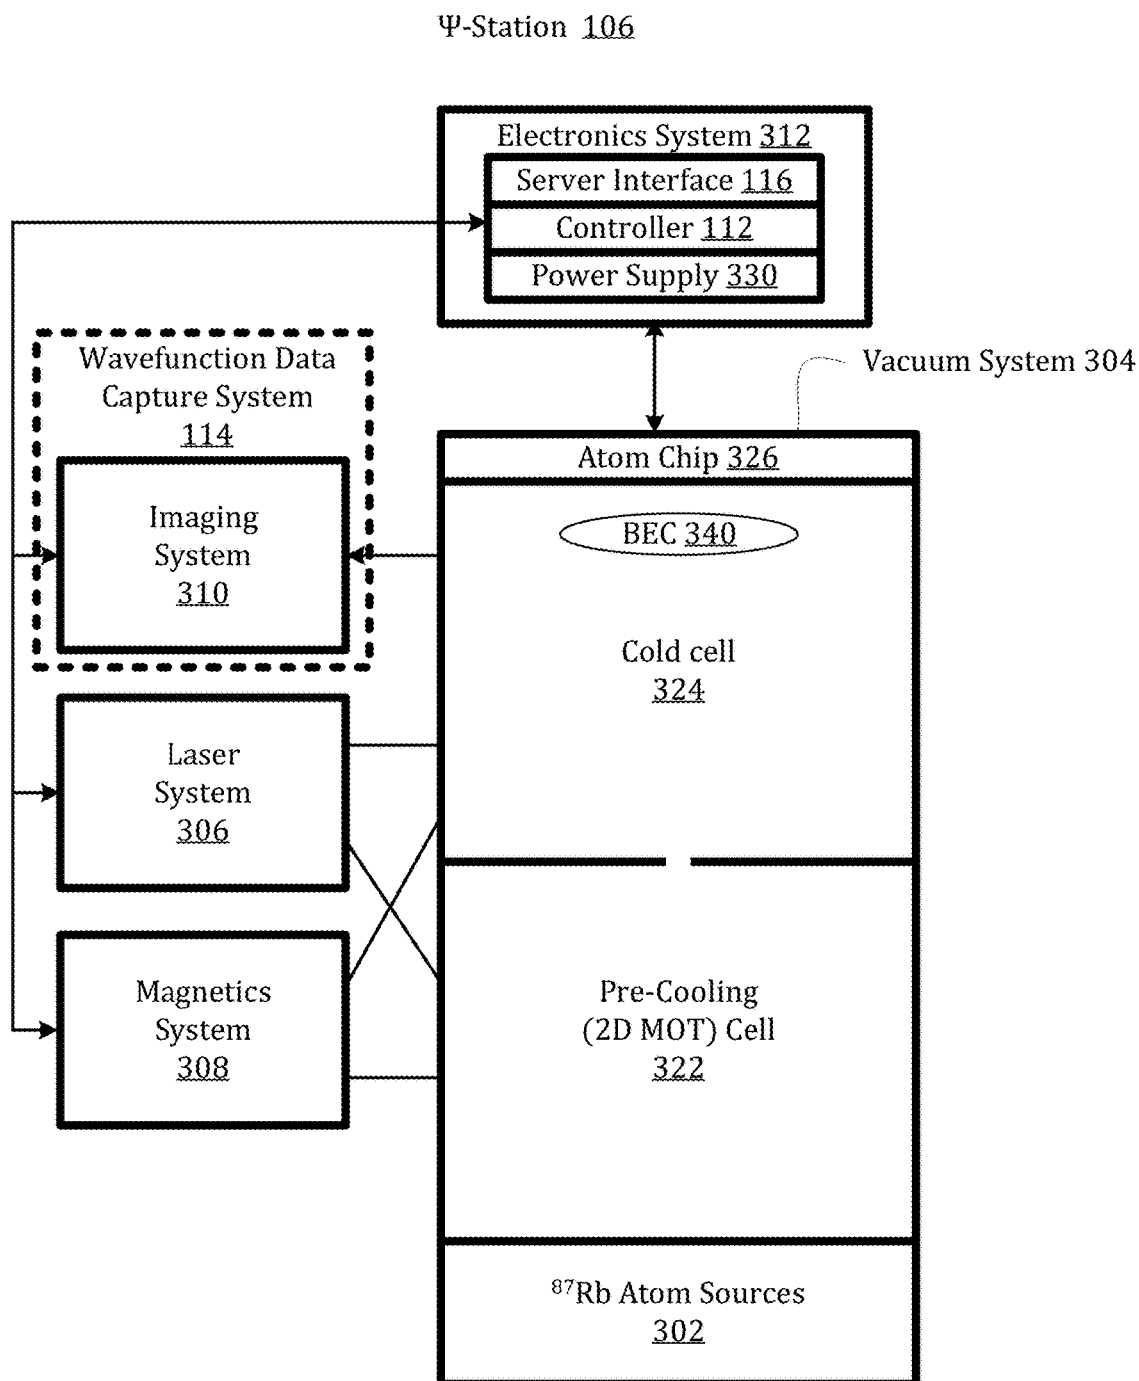 Ψ-Station 106
Electronics System 312
Server Interface 116
Controller 112
Power Supply 330
Wavefunction Data
Capture System
114
Vacuum System 304
Atom Chip 326
Imaging
System
310
BEC 340
Cold cell
324
Laser
System
306
Magnetics
System
308
Pre-Cooling
(2D MOT) Cell
322
⁸⁷Rb Atom Sources
302